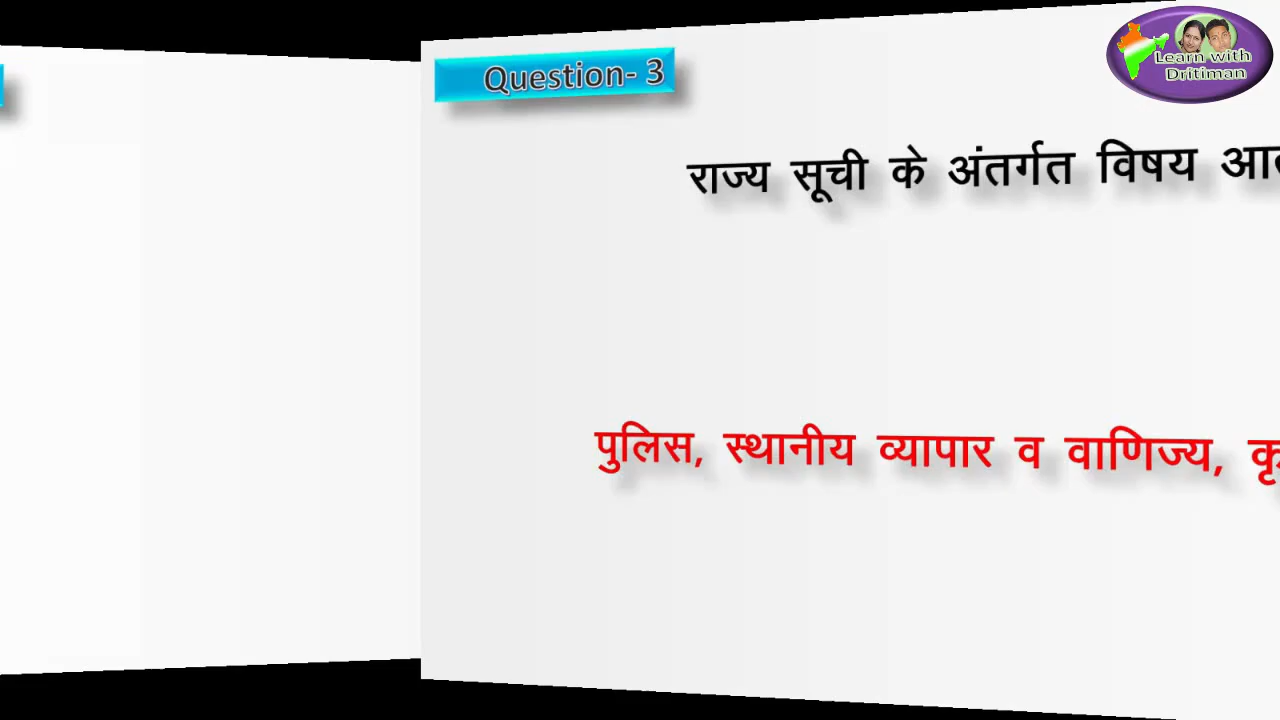 Question- 3
Learn with
Dritiman
राज्य सूची के अंतर्गत विषय
पुलिस, स्थानीय व्यापार व वाणिज्य,